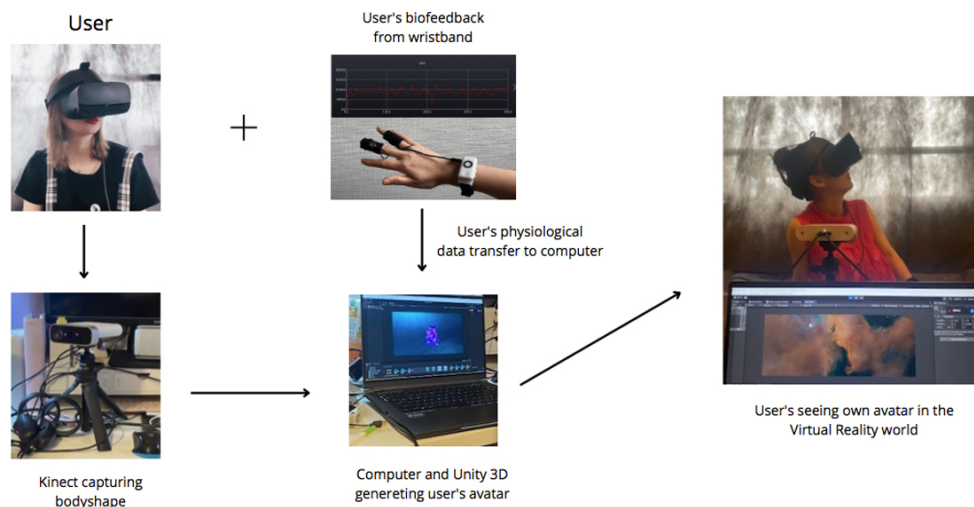 User
User's biofeedback
from wristband
+
User's physiological
data transfer to computer
Kinect capturing
bodyshape
Computer and Unity 3D
genereting user's avatar
User's seeing own avatar in the
Virtual Reality world